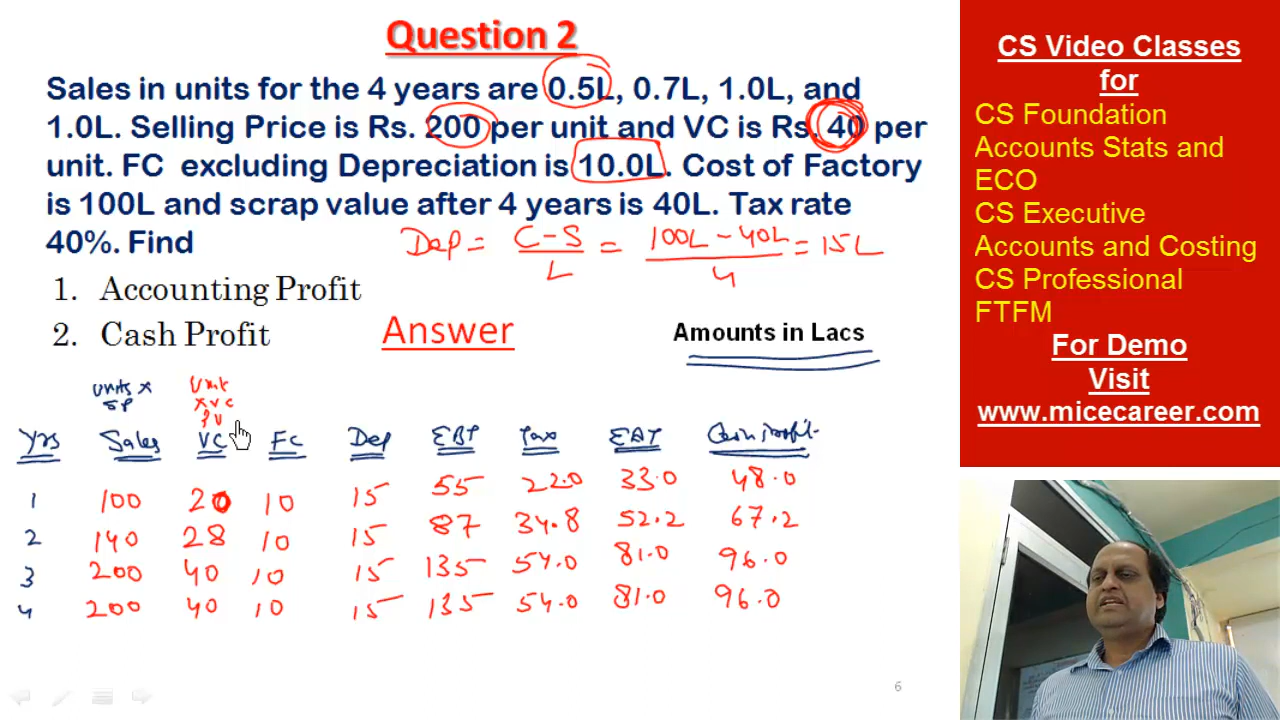 Question 2
Sales in units for the 4 years are 0.5L, 0.7L, 1.0L, and
1.0L. Selling Price is Rs. 200 per unit and VC is Rs. 40 per
unit. FC excluding Depreciation is 10.0L. Cost of Factory
is 100L and scrap value after 4 years is 40L. Tax rate
40%. Find
Dep = C-S / L = 100L - 40L / 4 = 15L
1. Accounting Profit
2. Cash Profit
Answer
Amounts in Lacs
Units x SP
Unit x VC PU
Yrs Sales VC FC Dep EBT Tax EAT Cash Profit
1 100 20 10 15 55 22.0 33.0 48.0
2 140 28 10 15 87 34.8 52.2 67.2
3 200 40 10 15 135 54.0 81.0 96.0
4 200 40 10 15 135 54.0 81.0 96.0
6
CS Video Classes
for
CS Foundation
Accounts Stats and
ECO
CS Executive
Accounts and Costing
CS Professional
FTFM
For Demo
Visit
www.micecareer.com